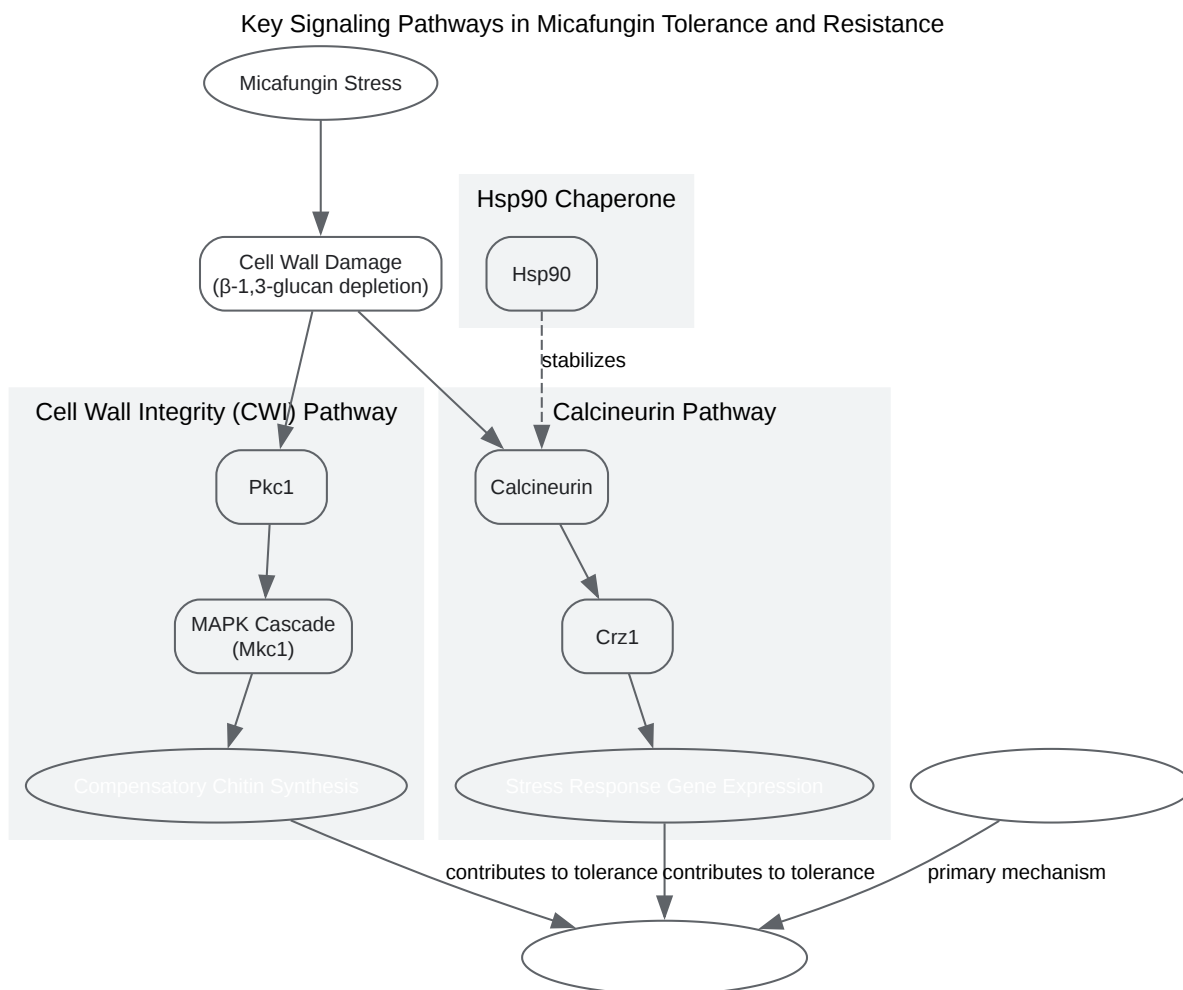 Key Signaling Pathways in Micafungin Tolerance and Resistance
Micafungin Stress
Hsp90 Chaperone
Cell Wall Damage
(β-1,3-glucan depletion)
Hsp90
stabilizes
Cell Wall Integrity (CWI) Pathway
Calcineurin Pathway
Pkc1
Calcineurin
MAPK Cascade
(Mkc1)
Crz1
Compensatory Chitin Synthesis
Stress Response Gene Expression
contributes to tolerance
contributes to tolerance
primary mechanism